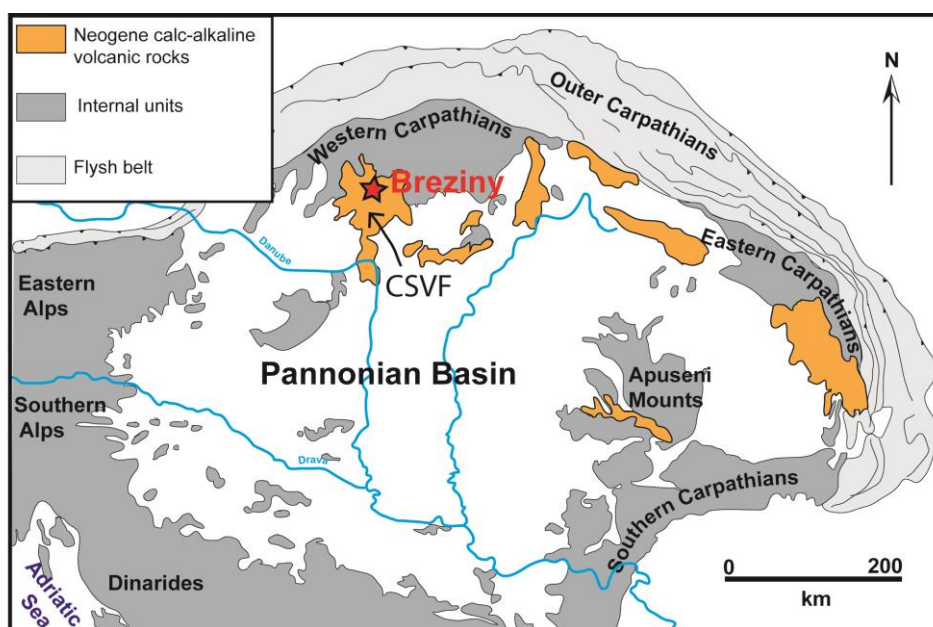 Neogene calc-alkaline
volcanic rocks
Internal units
Flysh belt
N
Outer Carpathians
Western Carpathians
Breziny
Danube
CSVF
Eastern Carpathians
Eastern
Alps
Pannonian Basin
Apuseni
Mounts
Southern
Alps
Drava
Southern Carpathians
Dinarides
Adriatic
Sea
0
200
km